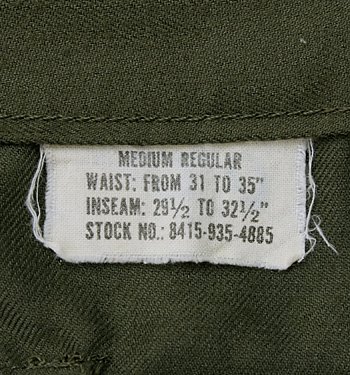 MEDIUM REGULAR
WAIST: FROM 31 TO 35"
INSEAM: 29½ TO 32½"
STOCK NO.: 8415-935-4885